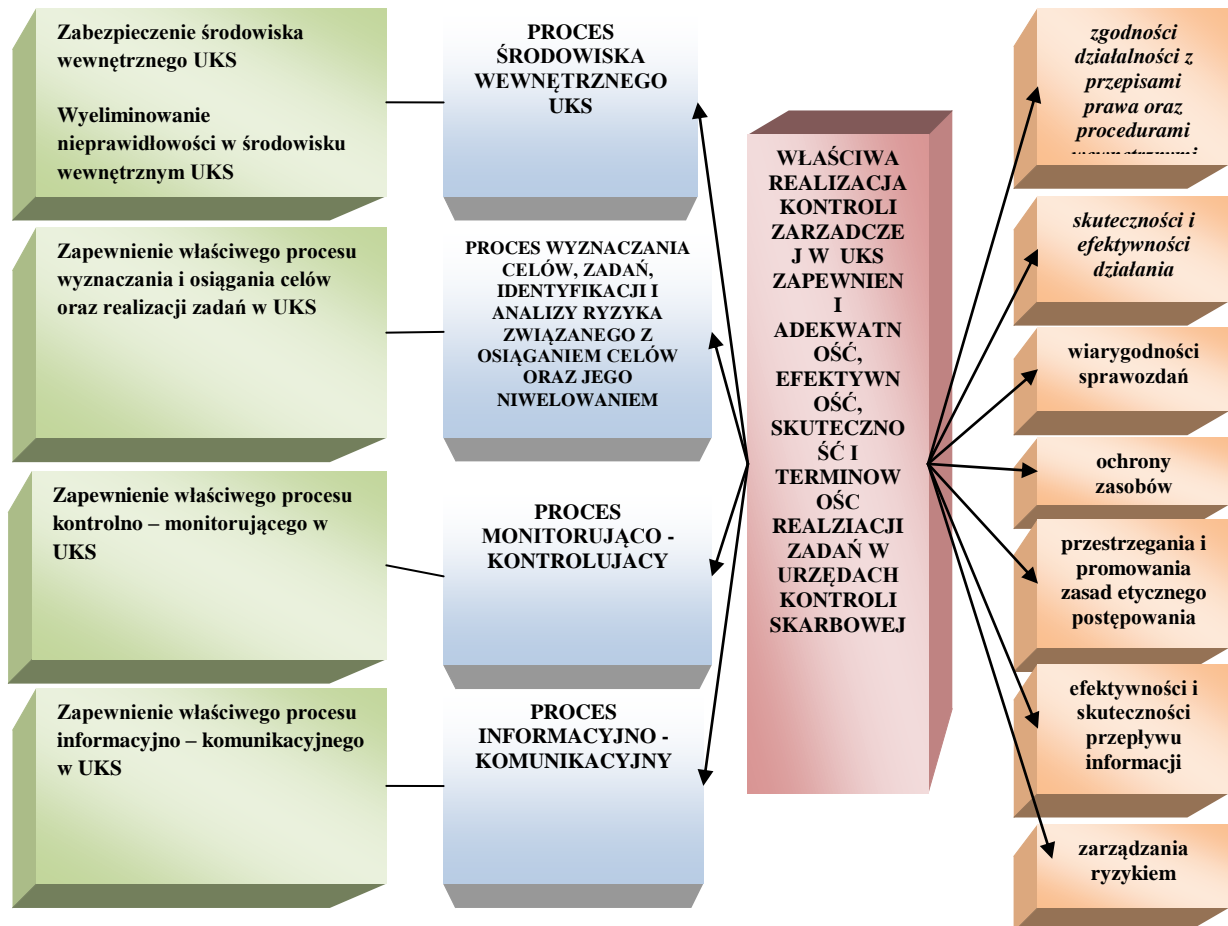 Zabezpieczenie środowiska
wewnętrznego UKS
Wyeliminowanie
nieprawidłowości w środowisku
wewnętrznym UKS
Zapewnienie właściwego procesu
wyznaczania i osiągania celów
oraz realizacji zadań w UKS
Zapewnienie właściwego procesu
kontrolno – monitorującego w
UKS
Zapewnienie właściwego procesu
informacyjno – komunikacyjnego
w UKS
PROCES
ŚRODOWISKA
WEWNĘTRZNEGO
UKS
PROCES WYZNACZANIA
CELÓW, ZADAŃ,
IDENTYFIKACJI I
ANALIZY RYZYKA
ZWIĄZANEGO Z
OSIĄGANIEM CELÓW
ORAZ JEGO
NIWELOWANIEM
PROCES
MONITORUJĄCO -
KONTROLUJACY
PROCES
INFORMACYJNO -
KOMUNIKACYJNY
WŁAŚCIWA
REALIZACJA
KONTROLI
ZARZADCZE
J W UKS
ZAPEWNIEN
I
ADEKWATN
OŚĆ,
EFEKTYWN
OŚĆ,
SKUTECZNO
ŚĆ I
TERMINOW
OŚC
REALZIACJI
ZADAŃ W
URZĘDACH
KONTROLI
SKARBOWEJ
zgodności
działalności z
przepisami
prawa oraz
procedurami
wewnętrznymi
skuteczności i
efektywności
działania
wiarygodności
sprawozdań
ochrony
zasobów
przestrzegania i
promowania
zasad etycznego
postępowania
efektywności i
skuteczności
przepływu
informacji
zarządzania
ryzykiem